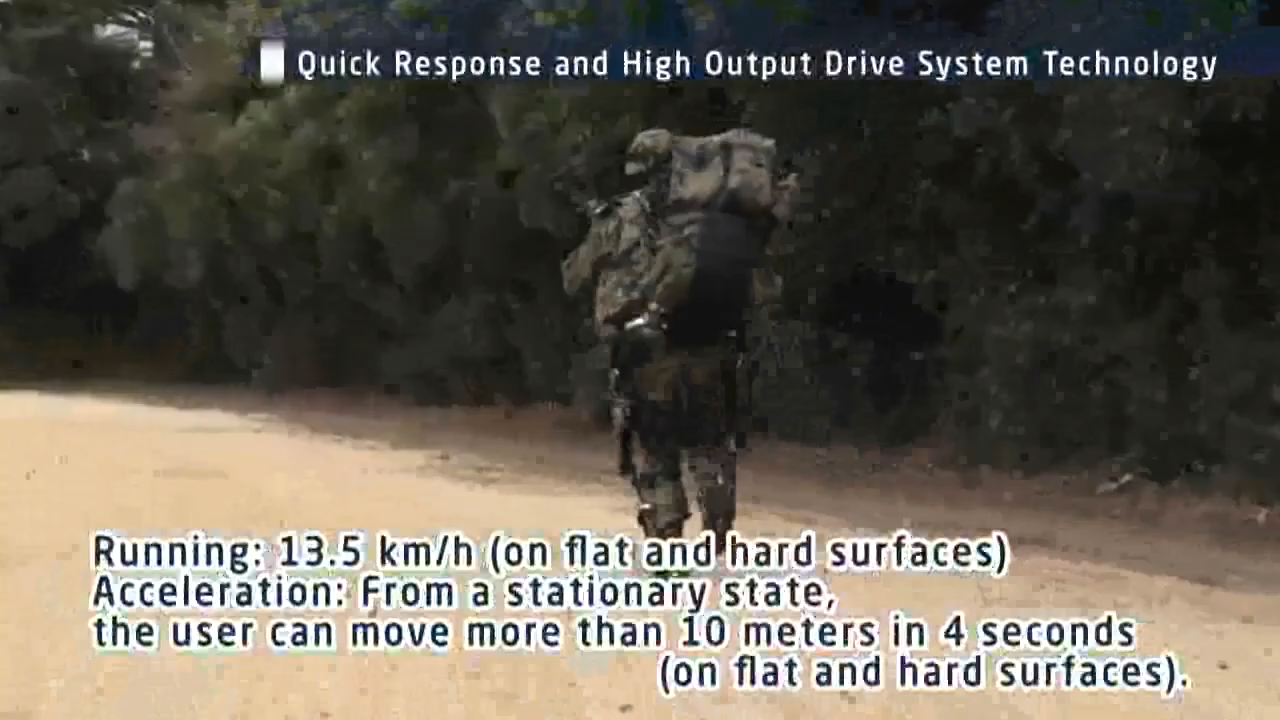 Quick Response and High Output Drive System Technology
Running: 13.5 km/h (on flat and hard surfaces)
Acceleration: From a stationary state,
the user can move more than 10 meters in 4 seconds
(on flat and hard surfaces).